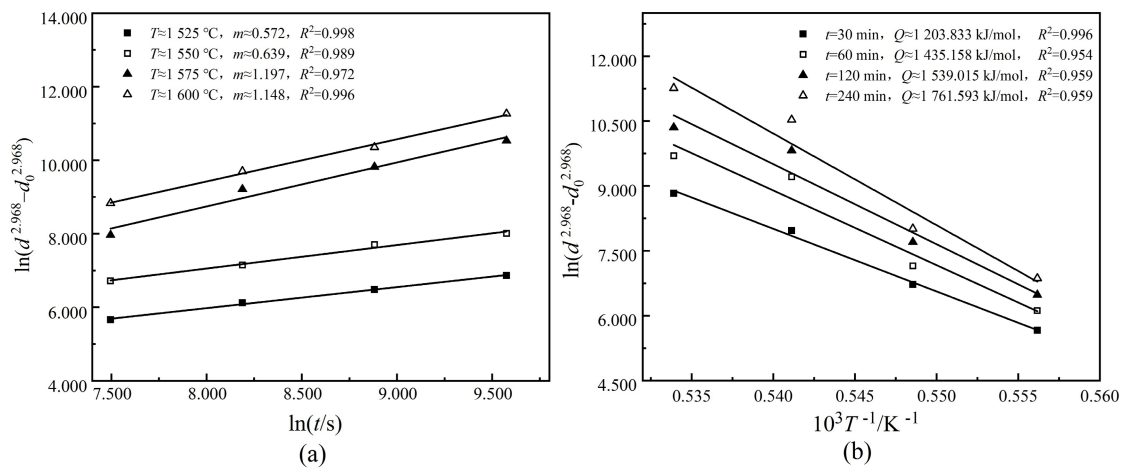 14.000
12.000
10.000
8.000
6.000
4.000
ln(d^2.968–d0^2.968)
T≈1 525 ℃, m≈0.572, R²=0.998
T≈1 550 ℃, m≈0.639, R²=0.989
T≈1 575 ℃, m≈1.197, R²=0.972
T≈1 600 ℃, m≈1.148, R²=0.996
7.500 8.000 8.500 9.000 9.500
ln(t/s)
(a)
12.000
10.500
9.000
7.500
6.000
4.500
ln(d^2.968-d0^2.968)
t=30 min, Q≈1 203.833 kJ/mol, R²=0.996
t=60 min, Q≈1 435.158 kJ/mol, R²=0.954
t=120 min, Q≈1 539.015 kJ/mol, R²=0.959
t=240 min, Q≈1 761.593 kJ/mol, R²=0.959
0.535 0.540 0.545 0.550 0.555 0.560
10³T⁻¹/K⁻¹
(b)